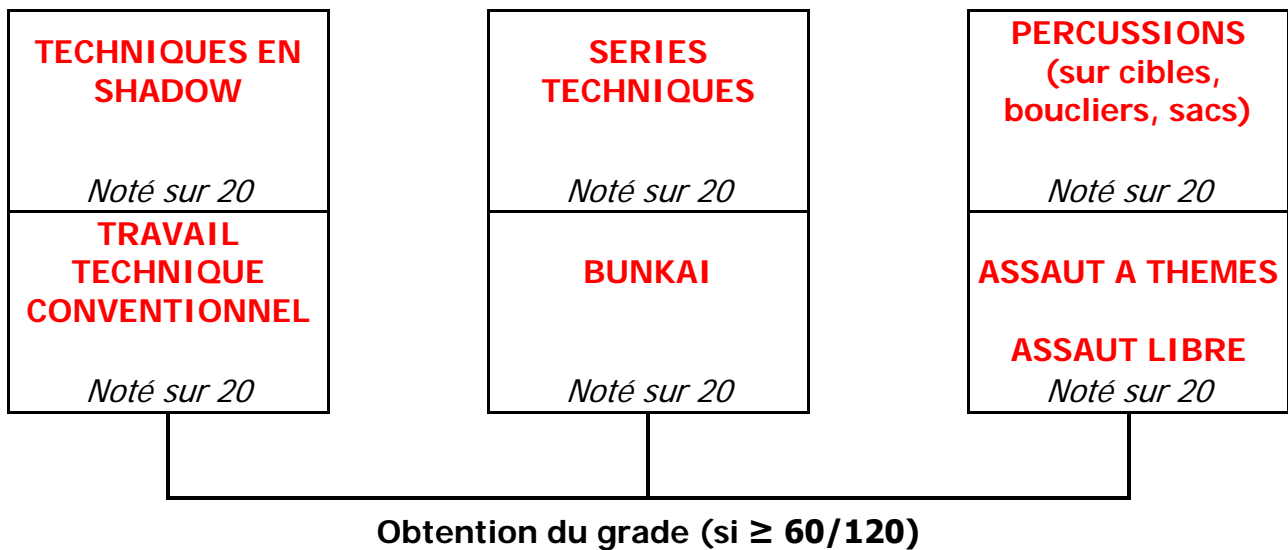 TECHNIQUES EN
SHADOW
Noté sur 20
TRAVAIL
TECHNIQUE
CONVENTIONNEL
Noté sur 20
SERIES
TECHNIQUES
Noté sur 20
BUNKAI
Noté sur 20
PERCUSSIONS
(sur cibles,
boucliers, sacs)
Noté sur 20
ASSAUT A THEMES
ASSAUT LIBRE
Noté sur 20
Obtention du grade (si ≥ 60/120)